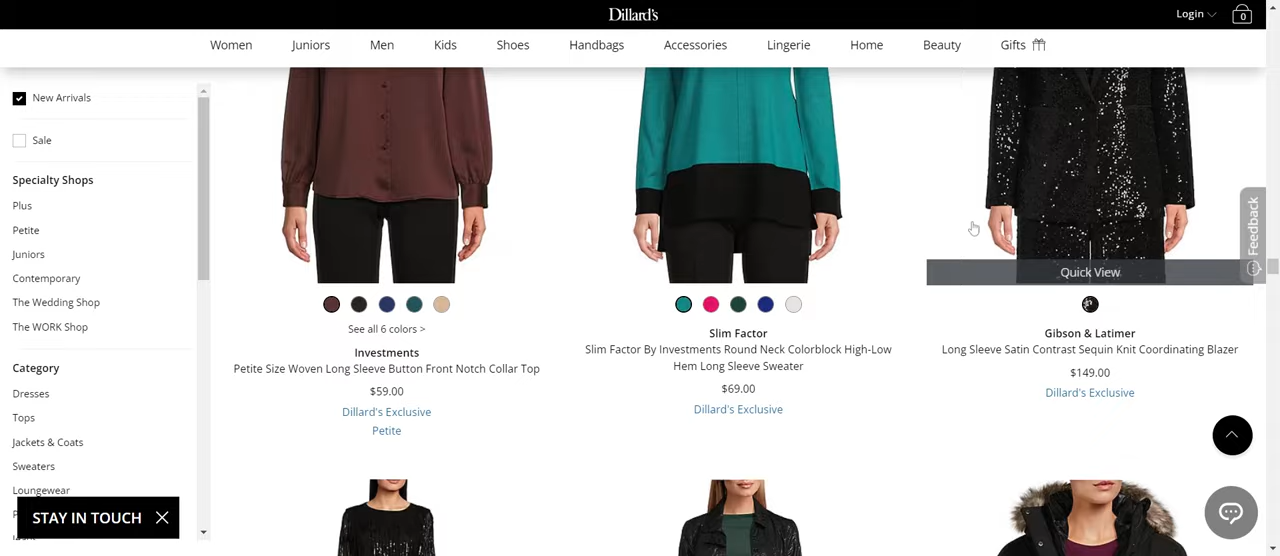 Dillard's
Login
0
Women
Juniors
Men
Kids
Shoes
Handbags
Accessories
Lingerie
Home
Beauty
Gifts
New Arrivals
Sale
Specialty Shops
Plus
Petite
Juniors
Contemporary
The Wedding Shop
The WORK Shop
Category
Dresses
Tops
Jackets & Coats
Sweaters
Loungewear
STAY IN TOUCH
See all 6 colors >
Investments
Petite Size Woven Long Sleeve Button Front Notch Collar Top
$59.00
Dillard's Exclusive
Petite
Slim Factor
Slim Factor By Investments Round Neck Colorblock High-Low
Hem Long Sleeve Sweater
$69.00
Dillard's Exclusive
Quick View
Gibson & Latimer
Long Sleeve Satin Contrast Sequin Knit Coordinating Blazer
$149.00
Dillard's Exclusive
Feedback